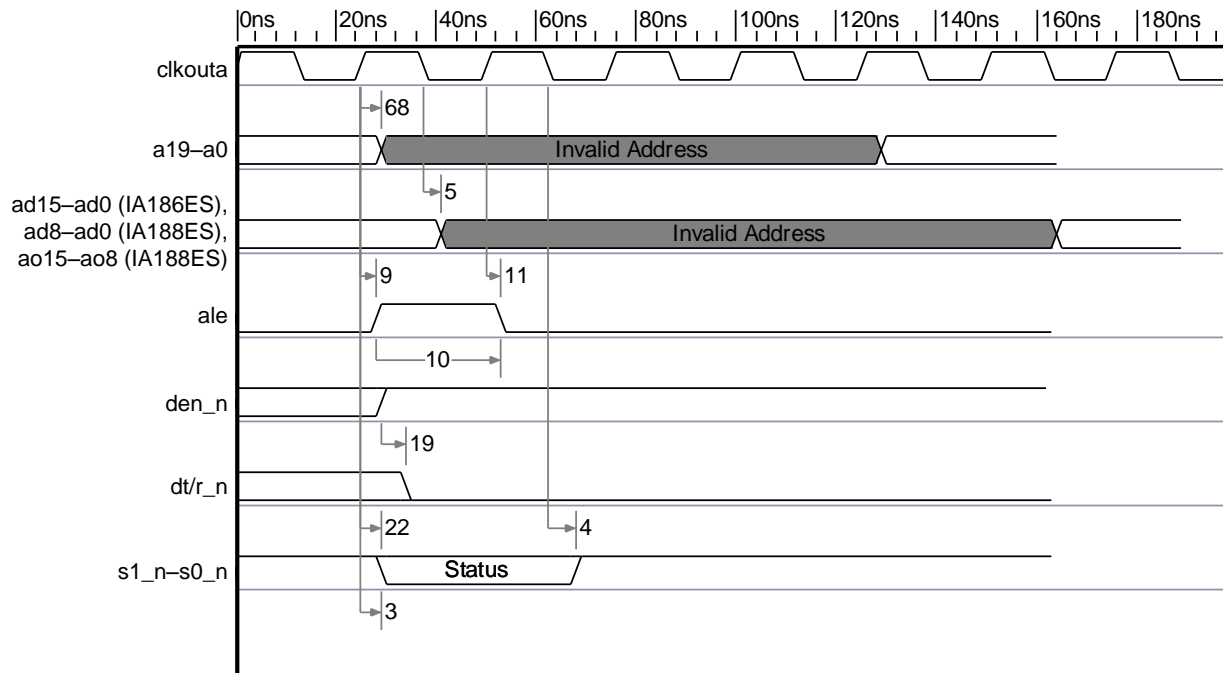 0ns 20ns 40ns 60ns 80ns 100ns 120ns 140ns 160ns 180ns
clkouta
68
a19–a0 Invalid Address
5
ad15–ad0 (IA186ES),
ad8–ad0 (IA188ES), Invalid Address
ao15–ao8 (IA188ES)
9 11
ale
10
den_n
19
dt/r_n
22 4
s1_n–s0_n Status
3